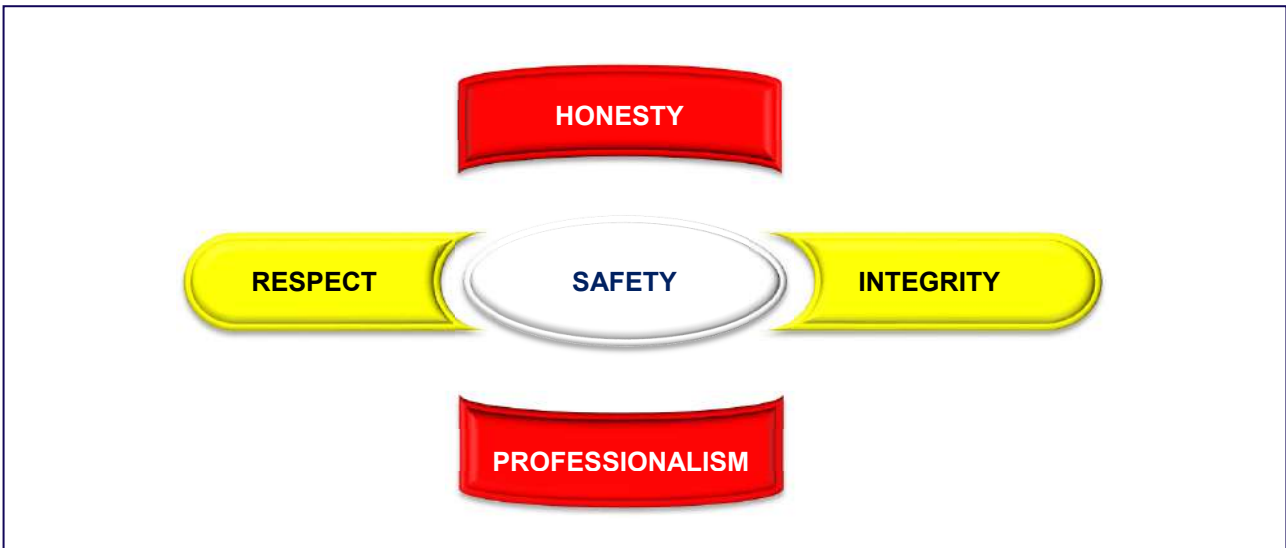 HONESTY
RESPECT
SAFETY
INTEGRITY
PROFESSIONALISM